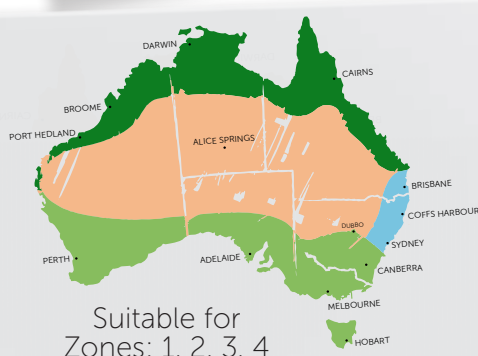 DARWIN
CAIRNS
BROOME
PORT HEDLAND
ALICE SPRINGS
BRISBANE
COFFS HARBOUR
DUBBO
SYDNEY
PERTH
ADELAIDE
CANBERRA
MELBOURNE
Suitable for
Zones: 1, 2, 3, 4
HOBART